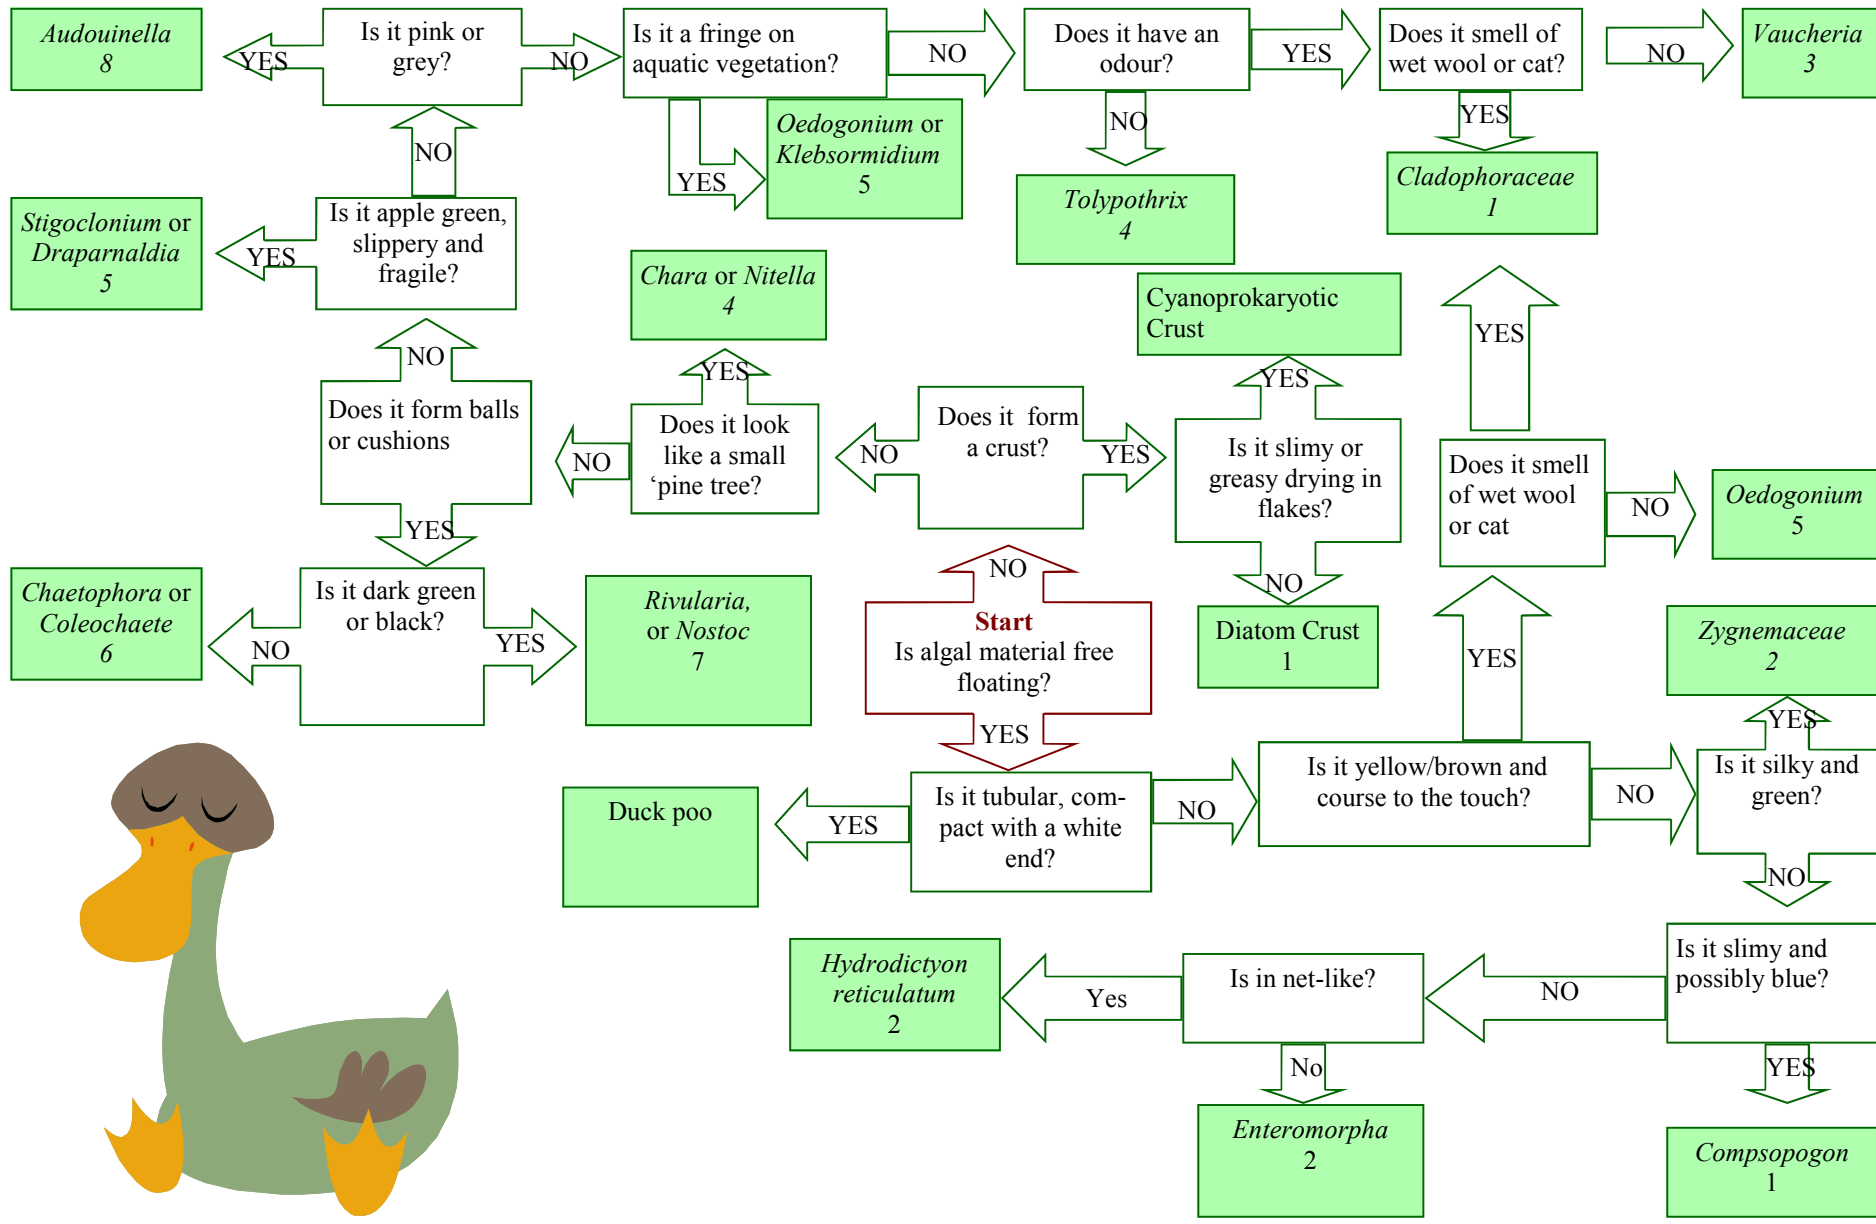 Audouinella
8
YES
Is it pink or
grey?
NO
Is it a fringe on
aquatic vegetation?
NO
Does it have an
odour?
YES
Does it smell of
wet wool or cat?
NO
Vaucheria
3
YES
Oedogonium or
Klebsormidium
5
NO
Tolypothrix
4
YES
Cladophoraceae
1
NO
Stigoclonium or
Draparnaldia
5
YES
Is it apple green,
slippery and
fragile?
Chara or Nitella
4
Cyanoprokaryotic
Crust
YES
NO
YES
YES
Does it form balls
or cushions
NO
Does it look
like a small
‘pine tree?
NO
Does it form
a crust?
YES
Is it slimy or
greasy drying in
flakes?
Does it smell
of wet wool
or cat
NO
Oedogonium
5
YES
NO
NO
Chaetophora or
Coleochaete
6
NO
Is it dark green
or black?
YES
Rivularia,
or Nostoc
7
Start
Is algal material free
floating?
Diatom Crust
1
YES
Zygnemaceae
2
YES
YES
Duck poo
YES
Is it tubular, com-
pact with a white
end?
NO
Is it yellow/brown and
course to the touch?
NO
Is it silky and
green?
NO
Hydrodictyon
reticulatum
2
Yes
Is in net-like?
NO
Is it slimy and
possibly blue?
No
YES
Enteromorpha
2
Compsopogon
1